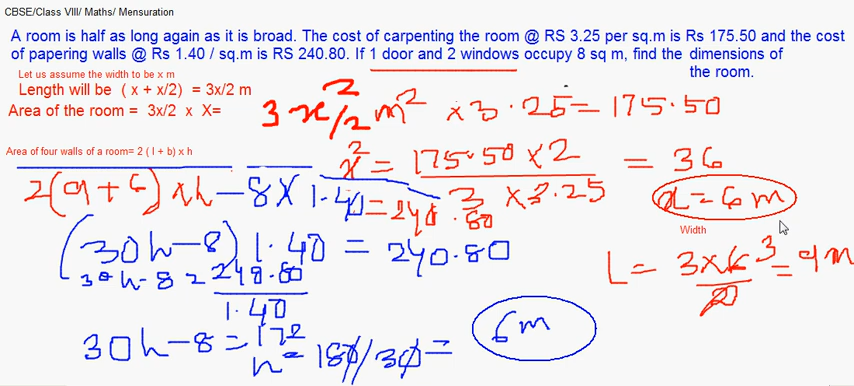 CBSE/Class VIII/ Maths/ Mensuration
A room is half as long again as it is broad. The cost of carpenting the room @ RS 3.25 per sq.m is Rs 175.50 and the cost
of papering walls @ Rs 1.40 / sq.m is RS 240.80. If 1 door and 2 windows occupy 8 sq m, find the dimensions of
the room.
Let us assume the width to be x m
Length will be ( x + x/2) = 3x/2 m
Area of the room = 3x/2 x X= 3x²/2 m² x 3.25 = 175.50
x² = 175.50 x 2 / 3 x 3.25 = 36
x = 6 m
Width
Area of four walls of a room= 2 ( l + b) x h
2(9+6) x h - 8 x 1.40 = 240.80
(30h-8) 1.40 = 240.80
30h-8 = 240.80 / 1.40
L = 3x6/2 3 = 9m
30h-8 = 172
h = 180/30 = 6m